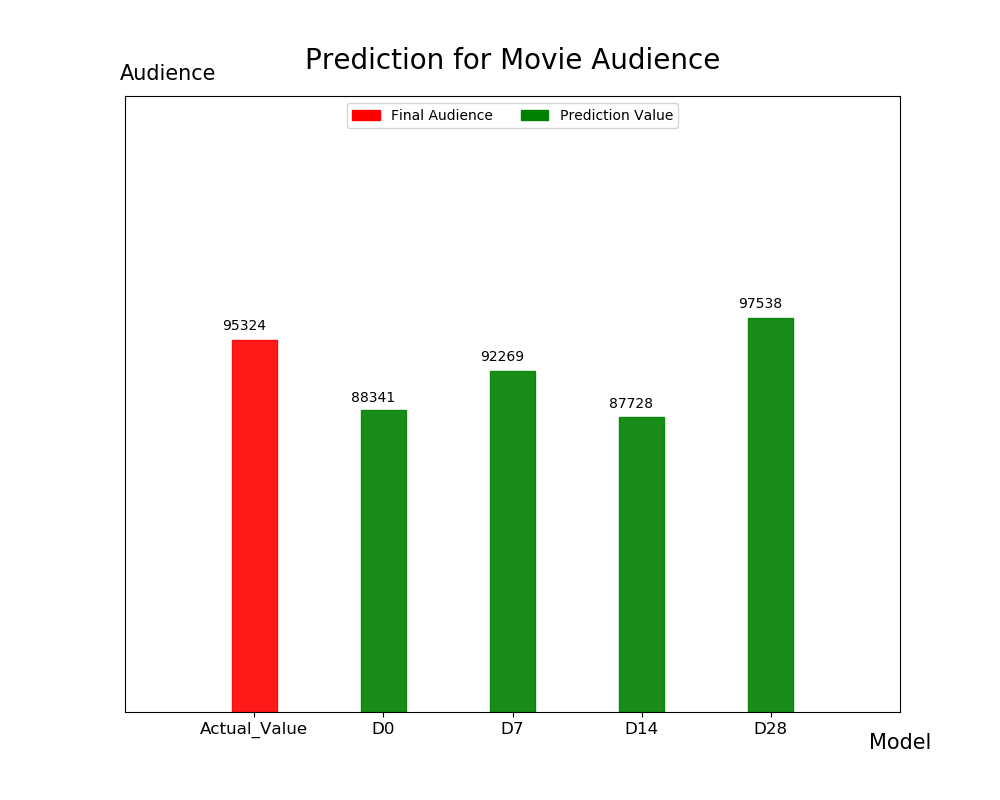 Prediction for Movie Audience
Audience
Final Audience Prediction Value
95324 88341 92269 87728 97538
Actual_Value D0 D7 D14 D28
Model